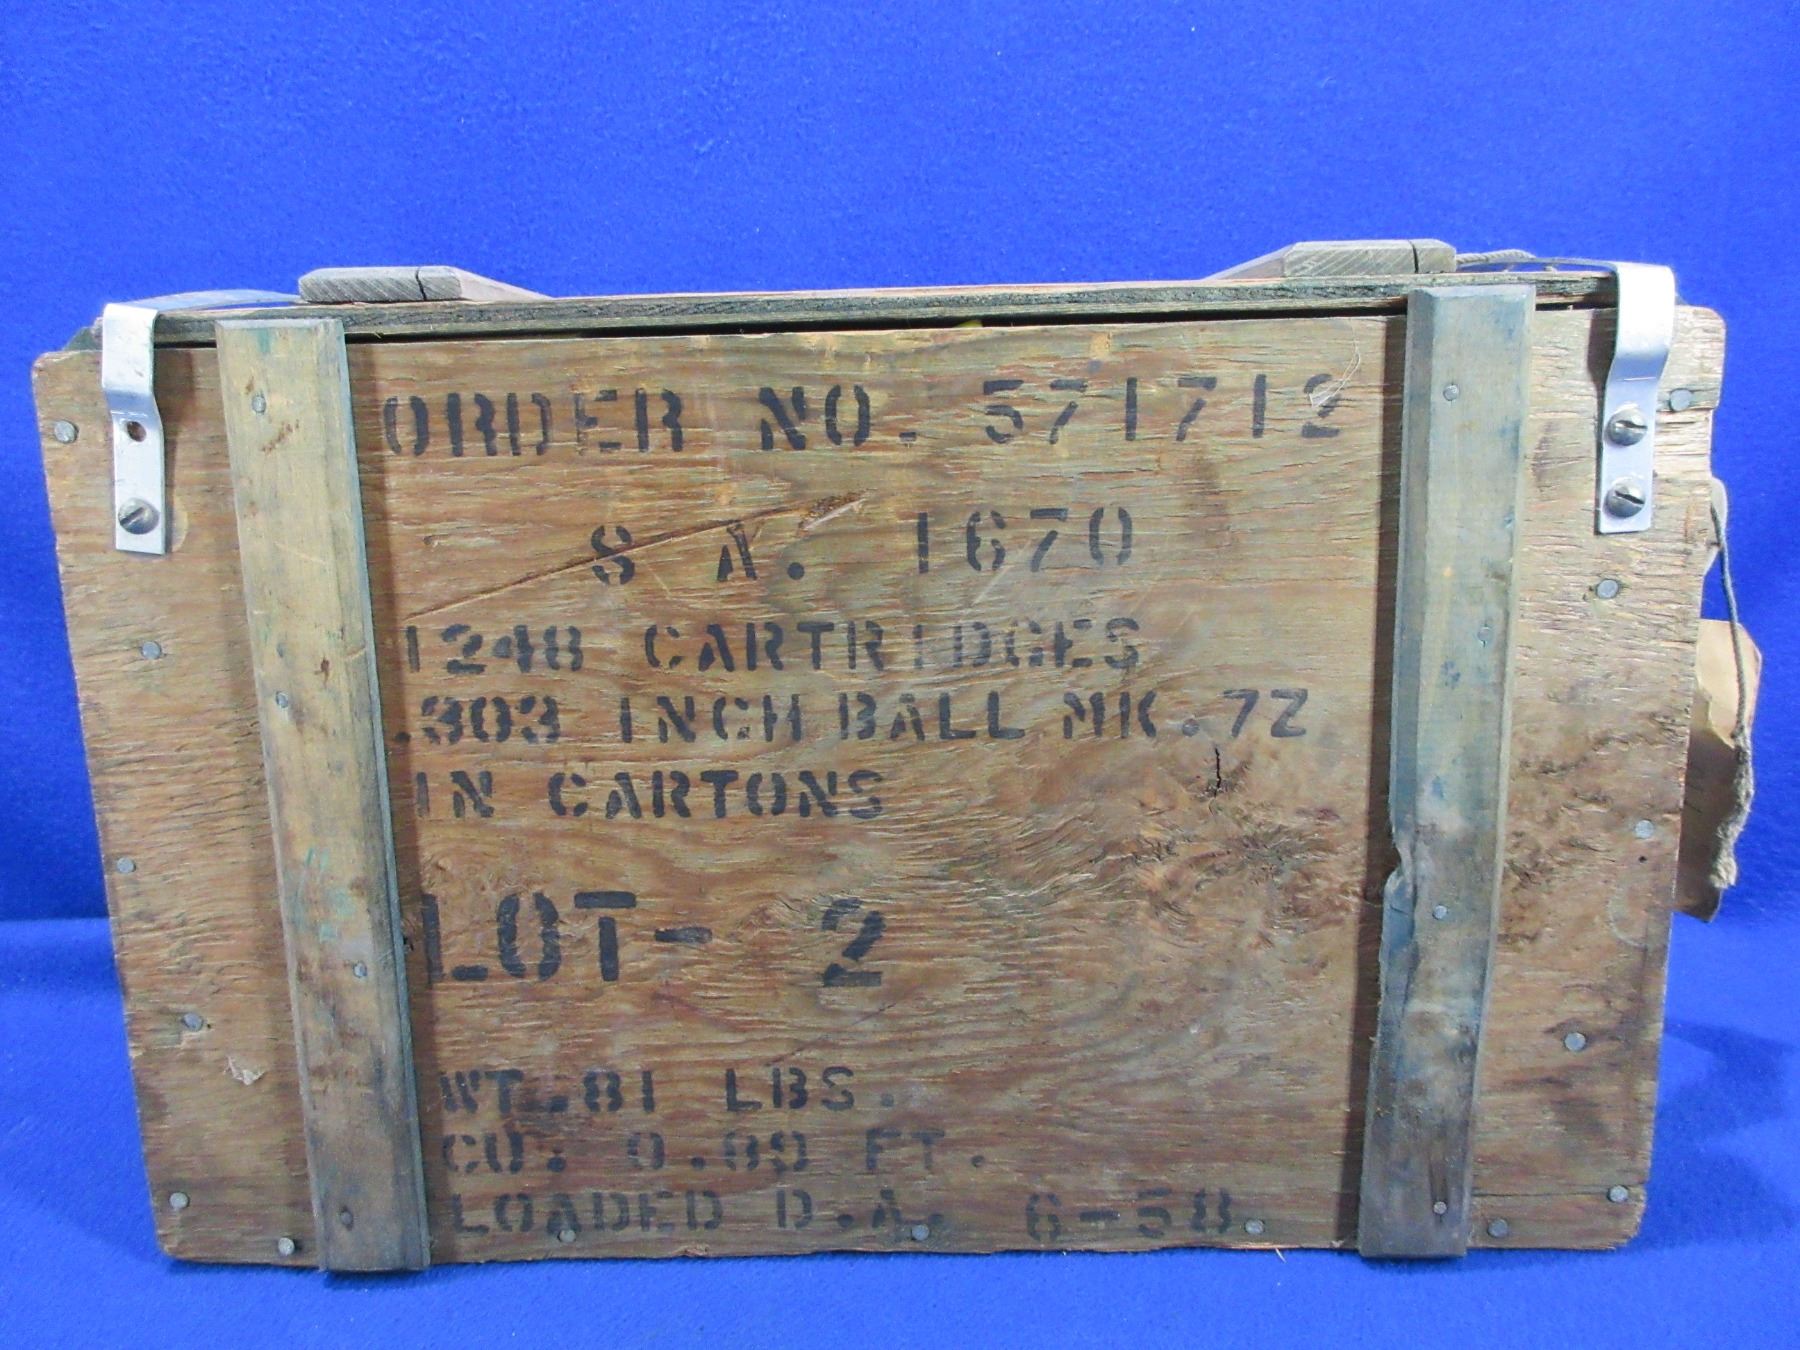 ORDER NO. 571712
S A. 1670
1248 CARTRIDGES
.303 INCH BALL MK. 7Z
IN CARTONS
LOT- 2
WT. 81 LBS.
CU: 0.89 FT.
LOADED D.A. 6-58